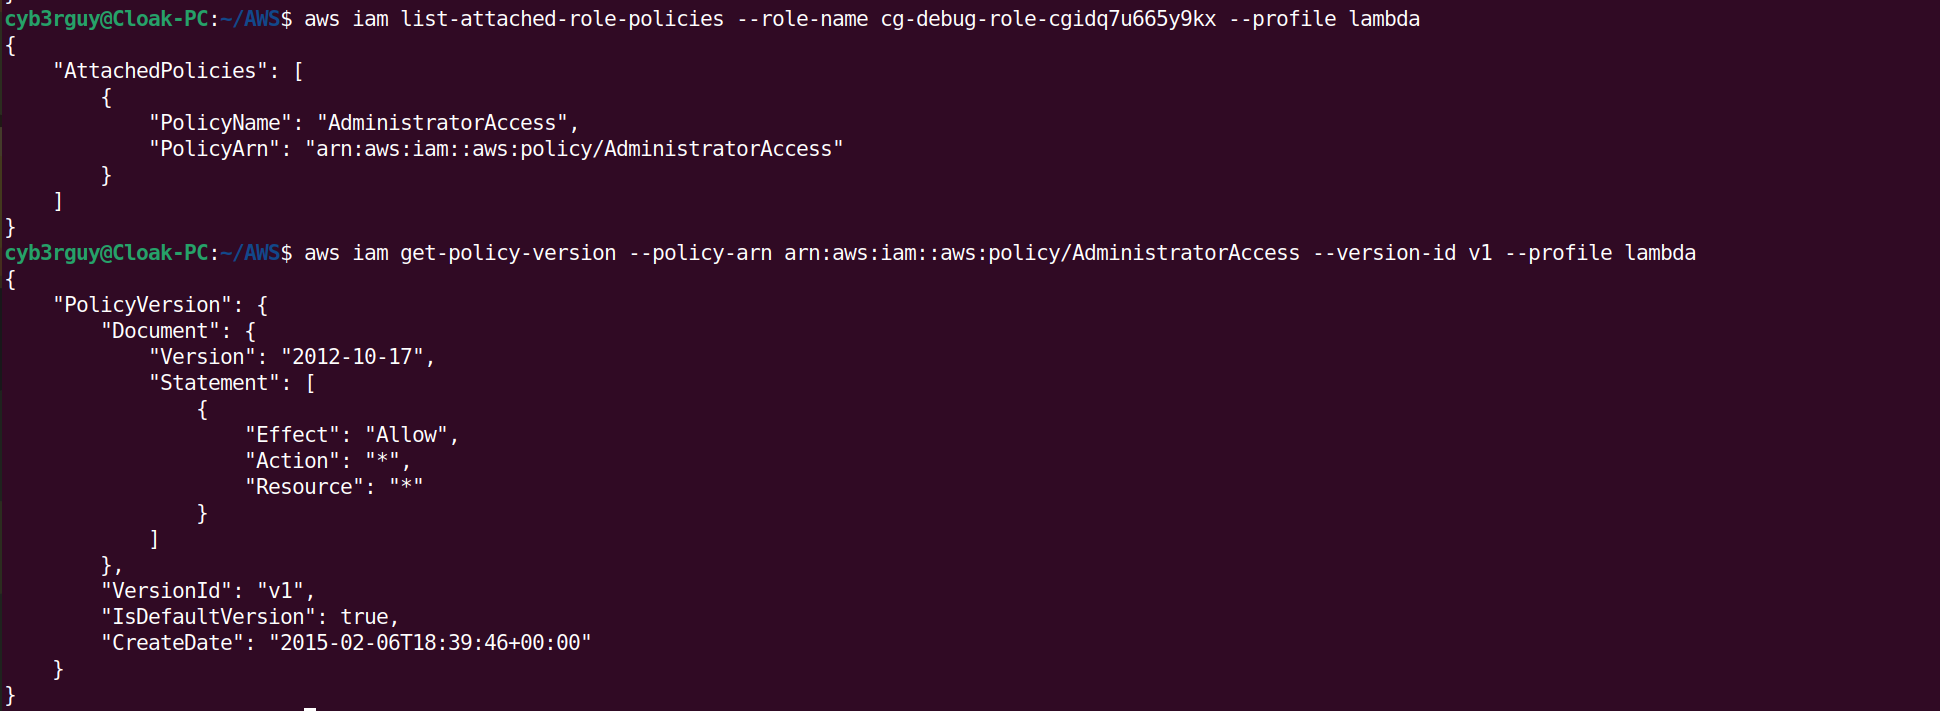 cyb3rguy@Cloak-PC:~/AWS$ aws iam list-attached-role-policies --role-name cg-debug-role-cgidq7u665y9kx --profile lambda
{
    "AttachedPolicies": [
        {
            "PolicyName": "AdministratorAccess",
            "PolicyArn": "arn:aws:iam::aws:policy/AdministratorAccess"
        }
    ]
}
cyb3rguy@Cloak-PC:~/AWS$ aws iam get-policy-version --policy-arn arn:aws:iam::aws:policy/AdministratorAccess --version-id v1 --profile lambda
{
    "PolicyVersion": {
        "Document": {
            "Version": "2012-10-17",
            "Statement": [
                {
                    "Effect": "Allow",
                    "Action": "*",
                    "Resource": "*"
                }
            ]
        },
        "VersionId": "v1",
        "IsDefaultVersion": true,
        "CreateDate": "2015-02-06T18:39:46+00:00"
    }
}